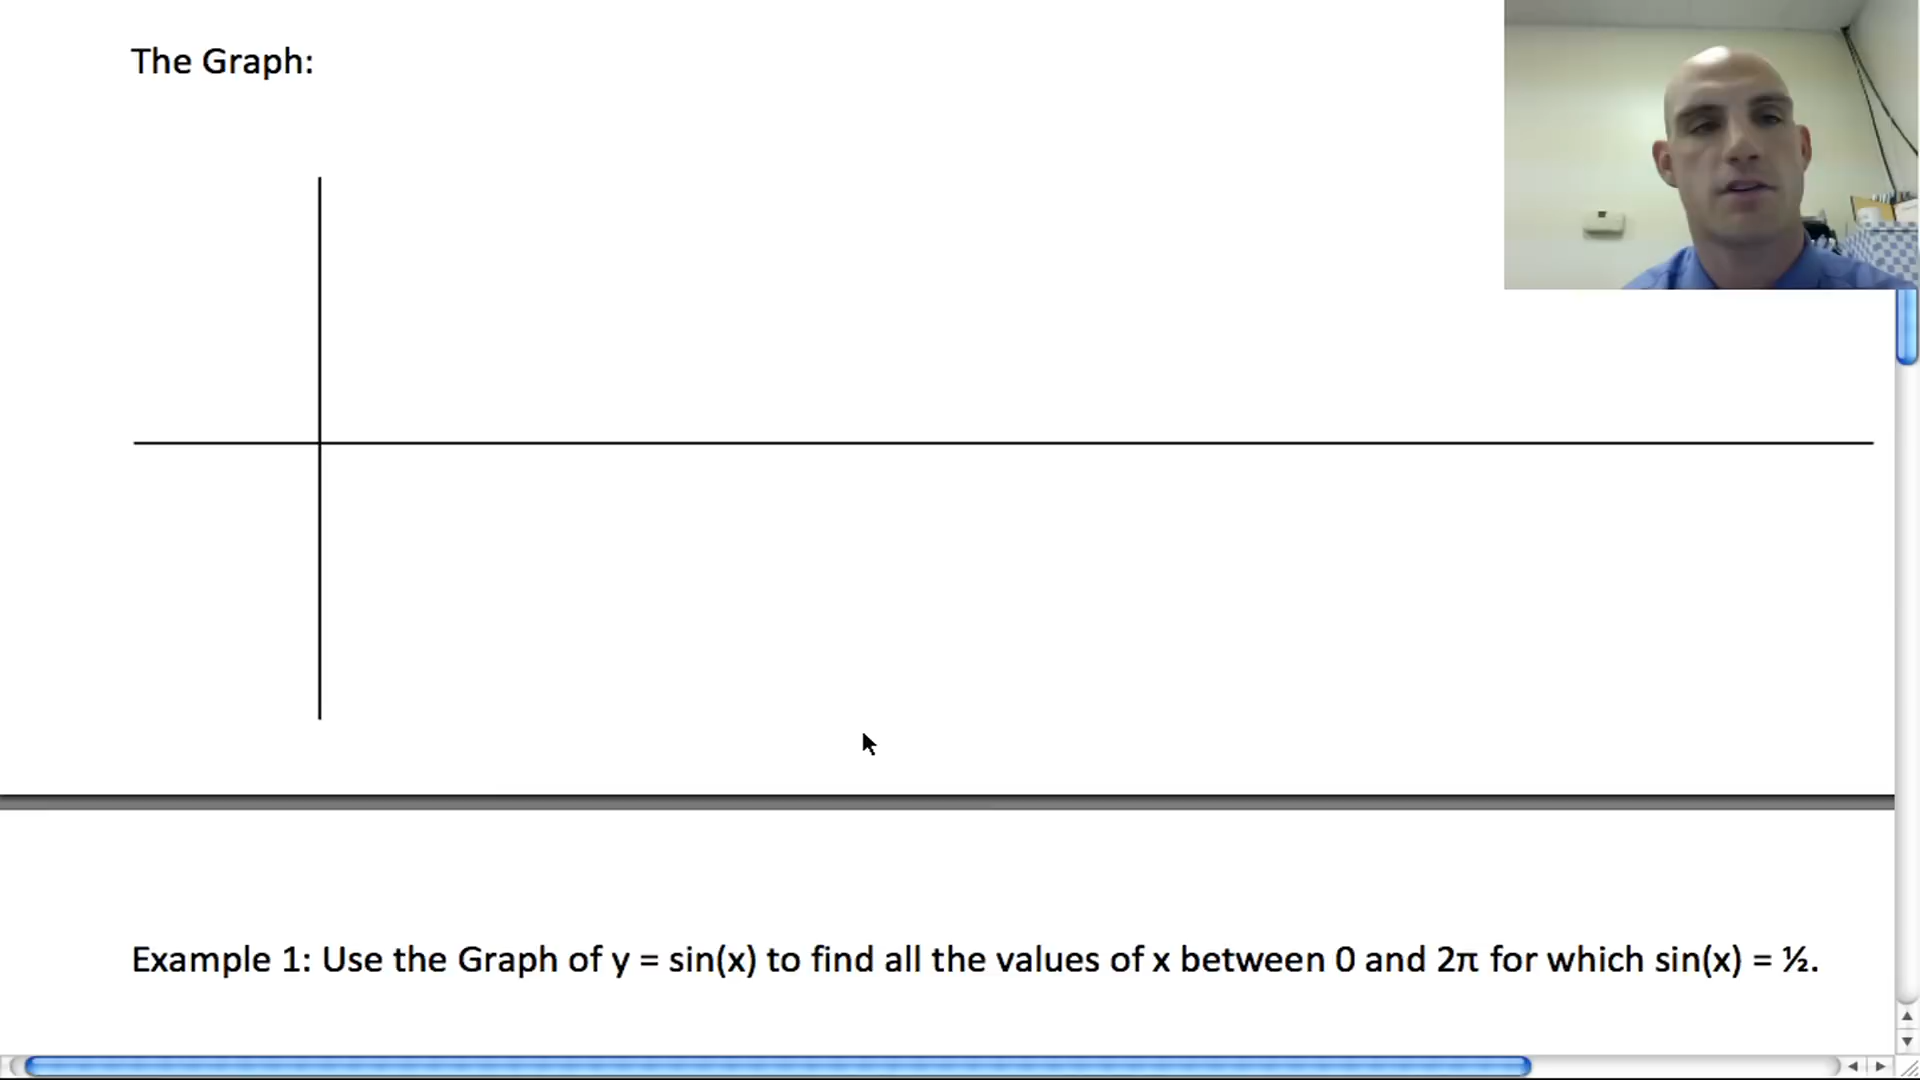 The Graph:
Example 1: Use the Graph of y = sin(x) to find all the values of x between 0 and 2π for which sin(x) = ½.